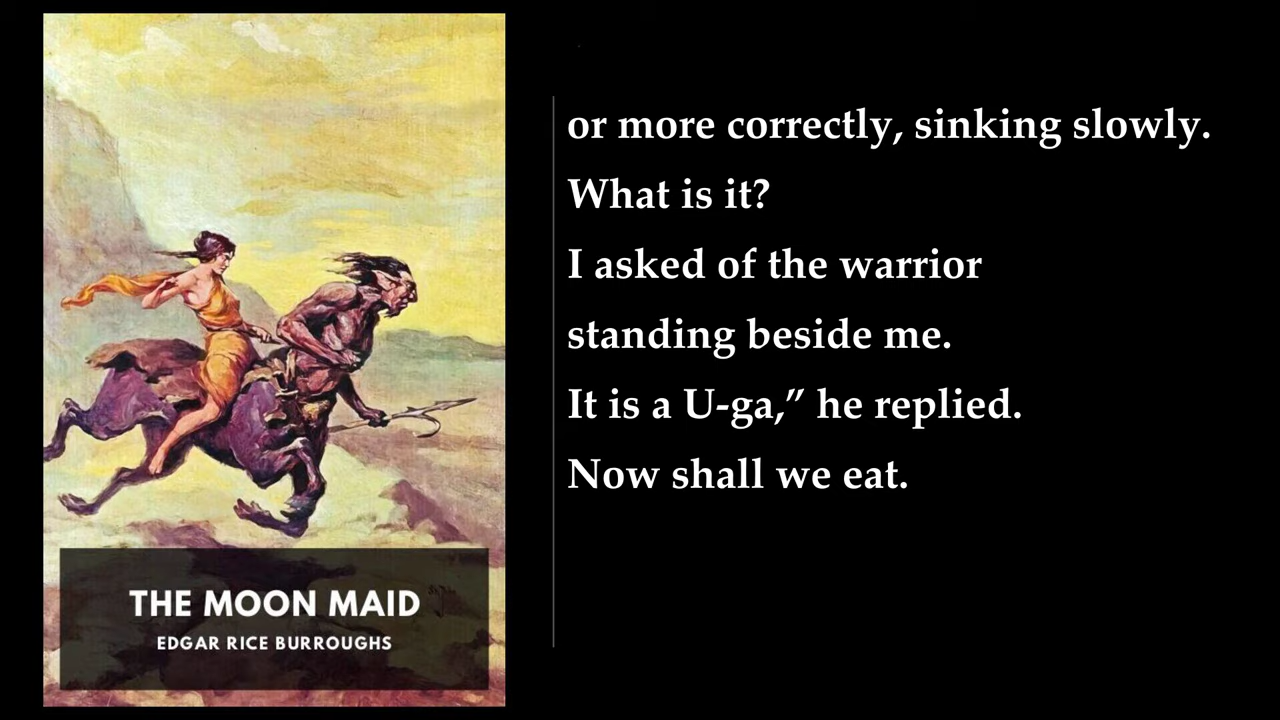 or more correctly, sinking slowly.
What is it?
I asked of the warrior
standing beside me.
It is a U-ga,” he replied.
Now shall we eat.
THE MOON MAID
EDGAR RICE BURROUGHS